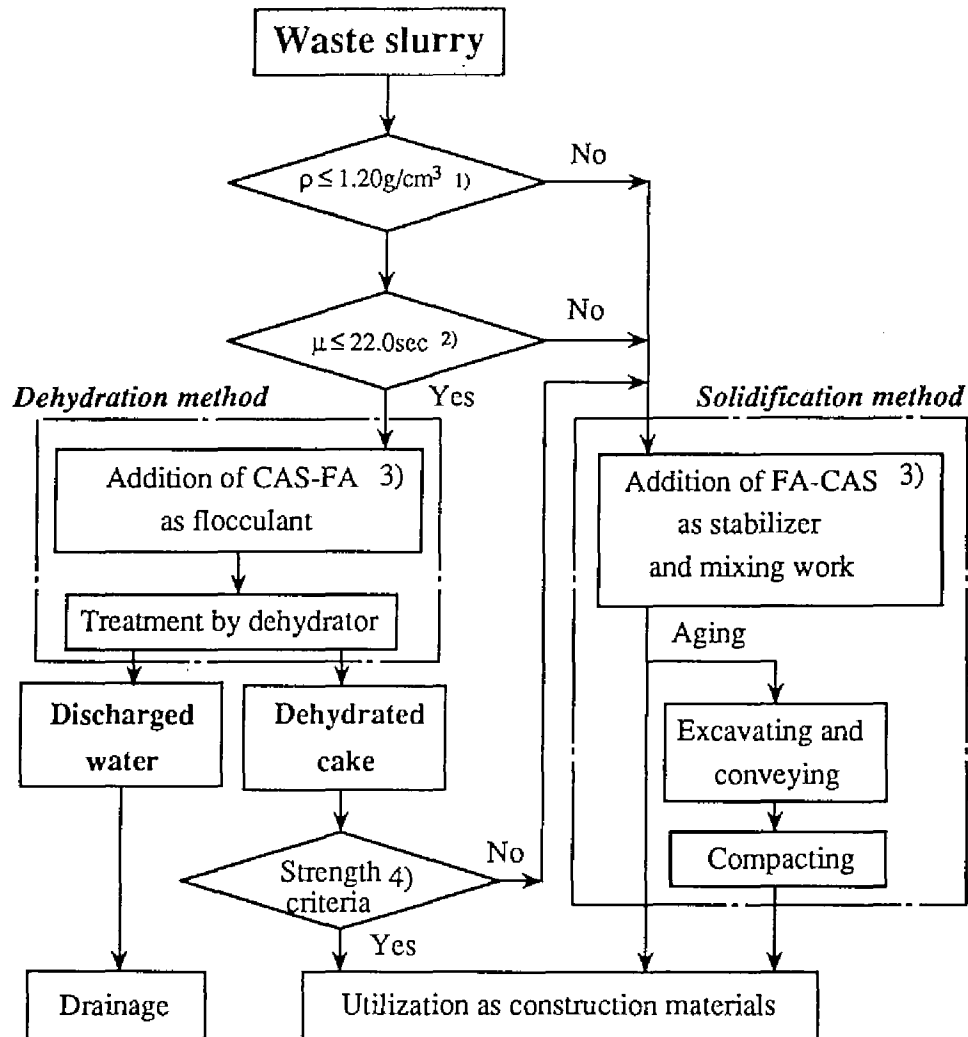 Waste slurry
ρ ≤ 1.20g/cm³ 1)
No
μ ≤ 22.0sec 2)
No
Yes
Dehydration method
Solidification method
Addition of CAS-FA 3)
as flocculant
Treatment by dehydrator
Addition of FA-CAS 3)
as stabilizer
and mixing work
Aging
Discharged
water
Dehydrated
cake
Excavating and
conveying
Compacting
Strength 4)
criteria
No
Yes
Drainage
Utilization as construction materials